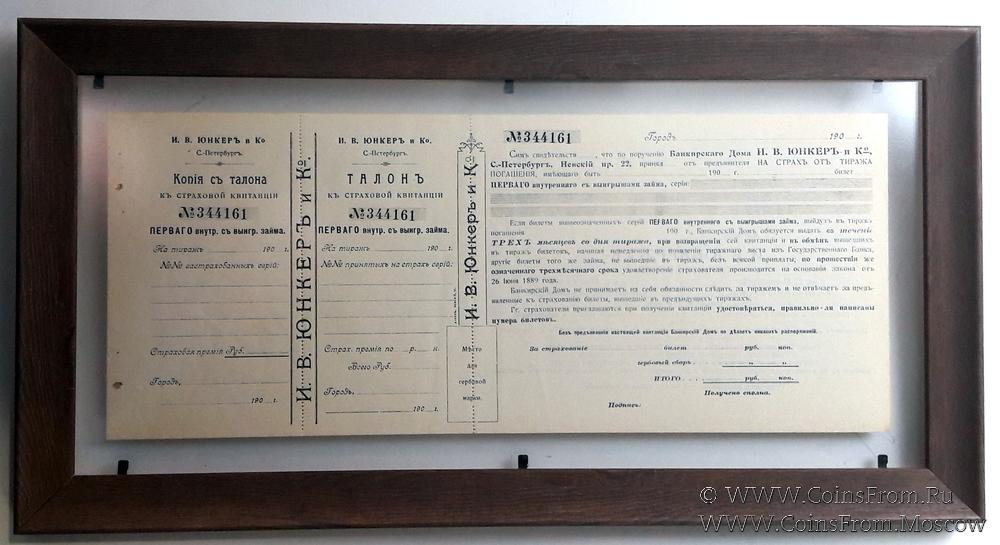 И. В. ЮНКЕРЪ и Ко
С.-Петербургъ.
Копія съ талона
КЪ СТРАХОВОЙ КВИТАНЦІИ
№344161
ПЕРВАГО внутр. съ выигр. займа.
На тиражъ 190 г.
№№ застрахованныхъ серій:
Страховая премія Руб.
Городъ,
190 г.
И. В. ЮНКЕРЪ и Ко.
И. В. ЮНКЕРЪ и Ко
С.-Петербургъ.
ТАЛОНЪ
КЪ СТРАХОВОЙ КВИТАНЦІИ
№344161
ПЕРВАГО внутр. съ выигр. займа.
На тиражъ 190 г.
№№ принятыхъ на страхъ серій:
Страх. премія по р. к.
Всего Руб.
Городъ,
190 г.
И. В. Юнкеръ и Ко
Мѣсто
для
гербовой
марки.
№344161 Городъ 190 г.
Симъ свидѣтельств , что по порученію Банкирскаго Дома И. В. ЮНКЕРЪ и Ко,
С.-Петербургъ, Невскій пр. 22, принял отъ предъявителя НА СТРАХЪ ОТЪ ТИРАЖА
ПОГАШЕНІЯ, имѣющаго быть 190 г. билет
ПЕРВАГО внутренняго съ выигрышами займа, серіи:
Если билеты вышеозначенныхъ серій ПЕРВАГО внутренняго съ выигрышами займа, выйдутъ въ тиражъ
погашенія 190 г., Банкирскій Домъ обязуется выдать въ теченіе
ТРЕХЪ мѣсяцевъ со дня тиража, при возвращеніи сей квитанціи и въ обмѣнъ вышедшихъ
въ тиражъ билетовъ, начиная немедленно по появленіи тиражнаго листа изъ Государственнаго Банка,
другіе билеты того же займа, не вышедшіе въ тиражъ, безъ всякой приплаты; по прошествіи же
означеннаго трехмѣсячнаго срока удовлетвореніе страхователя производится на основаніи закона отъ
26 Іюня 1889 года.
Банкирскій Домъ не принимаетъ на себя обязанности слѣдить за тиражемъ и не отвѣчаетъ за предъ-
явленные къ страхованію билеты, вышедшіе въ предыдущихъ тиражахъ.
Гг. страхователи приглашаются при полученіи квитанціи удостовѣряться, правильно-ли написаны
нумера билетовъ.
Безъ предъявленія настоящей квитанціи Банкирскій Домъ не дѣлаетъ никакихъ распоряженій.
За страхованіе билет руб. коп.
гербовый сборъ „ „
ИТОГО руб. коп.
Получено сполна.
Подпись:
© WWW.CoinsFrom.Ru
WWW.CoinsFrom.Moscow